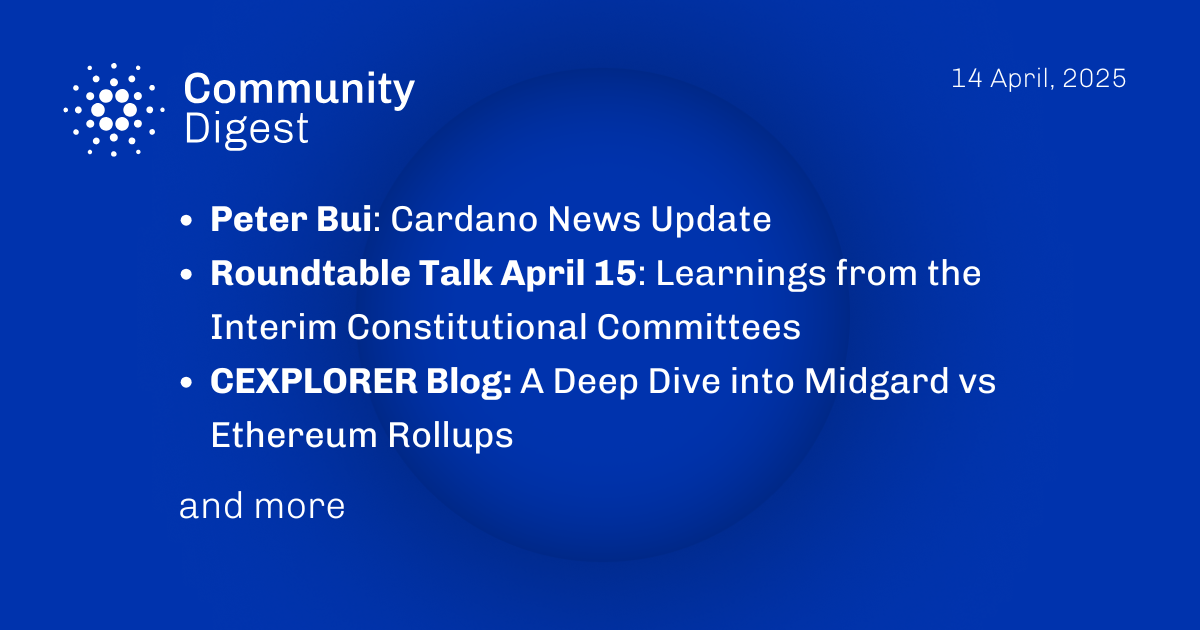 Community
Digest
14 April, 2025
• Peter Bui: Cardano News Update
• Roundtable Talk April 15: Learnings from the
Interim Constitutional Committees
• CEXPLORER Blog: A Deep Dive into Midgard vs
Ethereum Rollups
and more